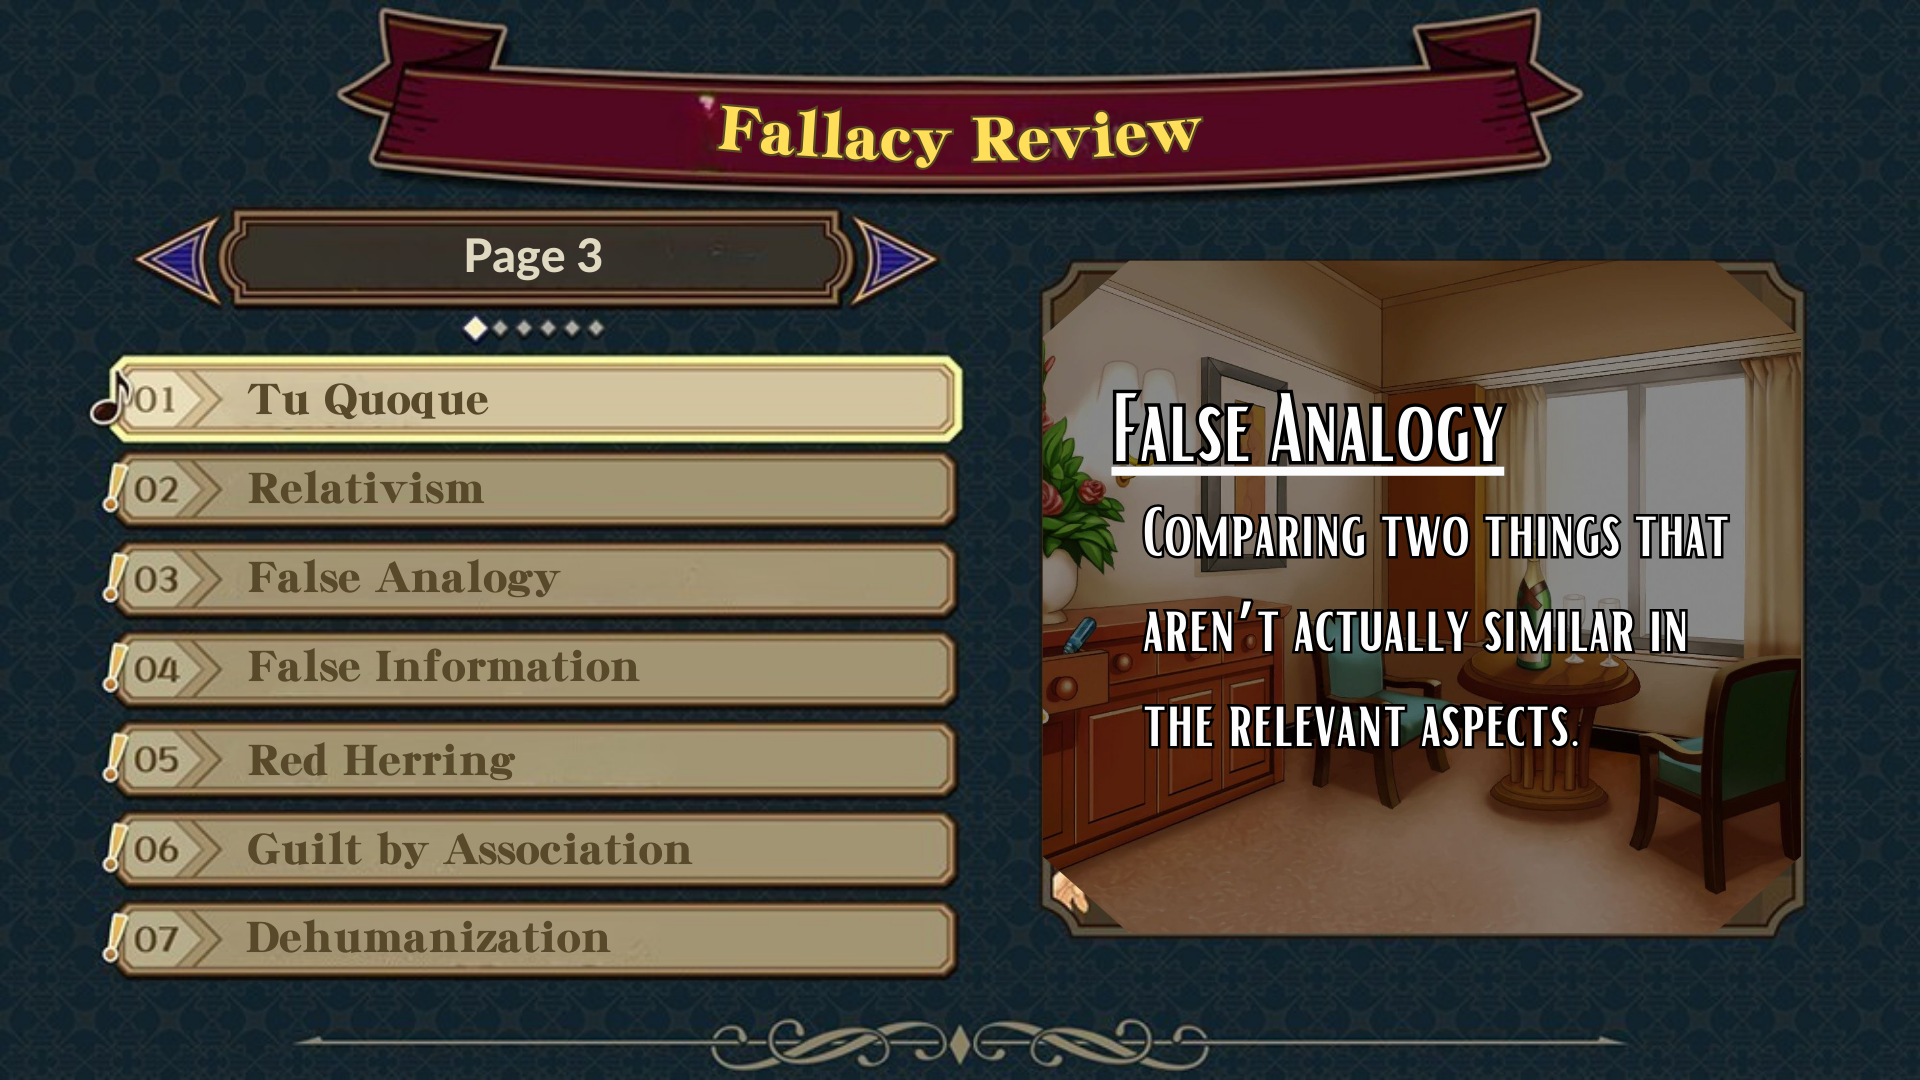 Fallacy Review
Page 3
01 Tu Quoque
02 Relativism
03 False Analogy
04 False Information
05 Red Herring
06 Guilt by Association
07 Dehumanization
False Analogy
Comparing two things that
aren't actually similar in
the relevant aspects.